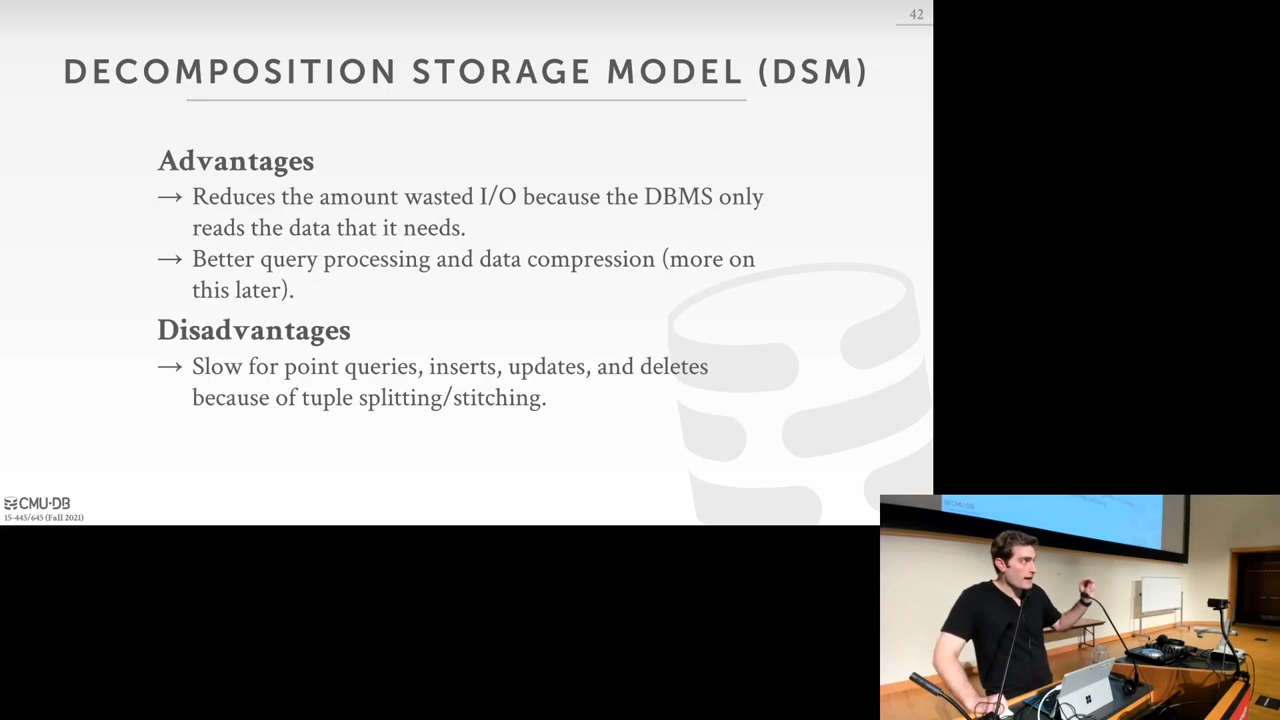 42
DECOMPOSITION STORAGE MODEL (DSM)
Advantages
→ Reduces the amount wasted I/O because the DBMS only
reads the data that it needs.
→ Better query processing and data compression (more on
this later).
Disadvantages
→ Slow for point queries, inserts, updates, and deletes
because of tuple splitting/stitching.
CMU·DB
15-445/645 (Fall 2021)